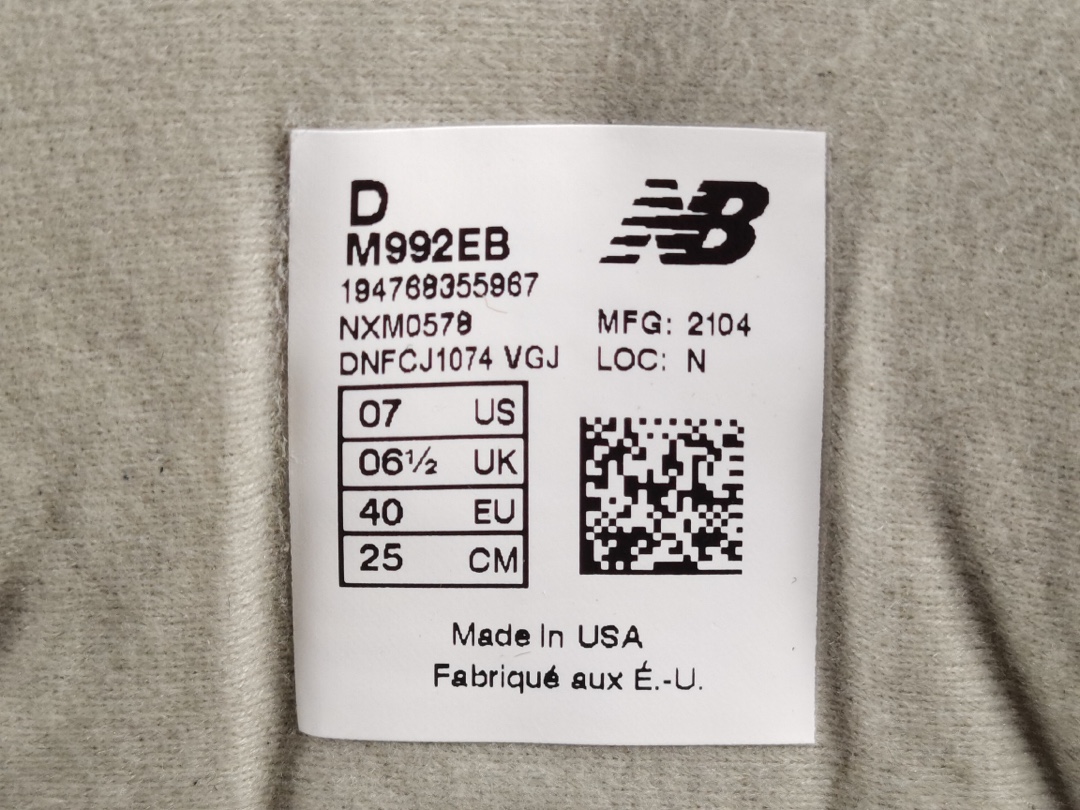 D
M992EB
194768355967
NXM0578
DNFCJ1074 VGJ
NB
MFG: 2104
LOC: N
07 US
06½ UK
40 EU
25 CM
Made In USA
Fabriqué aux É.-U.